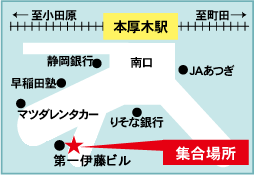 ←至小田原
本厚木駅
至町田→
静岡銀行
南口
JAあつぎ
早稲田塾
マツダレンタカー
りそな銀行
第一伊藤ビル
集合場所